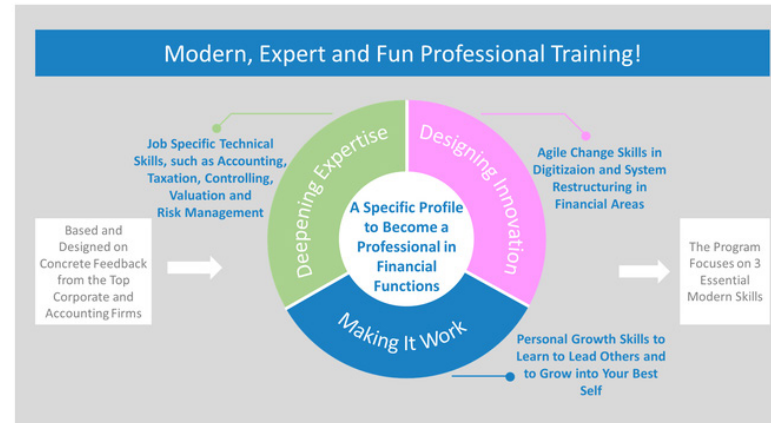 Modern, Expert and Fun Professional Training!
Job Specific Technical
Skills, such as Accounting,
Taxation, Controlling,
Valuation and
Risk Management
Deepening Expertise
Designing Innovation
Agile Change Skills in
Digitizaion and System
Restructuring in
Financial Areas
Based and
Designed on
Concrete Feedback
from the Top
Corporate and
Accounting Firms
A Specific Profile
to Become a
Professional in
Financial
Functions
The Program
Focuses on 3
Essential
Modern Skills
Making It Work
Personal Growth Skills to
Learn to Lead Others and
to Grow into Your Best
Self